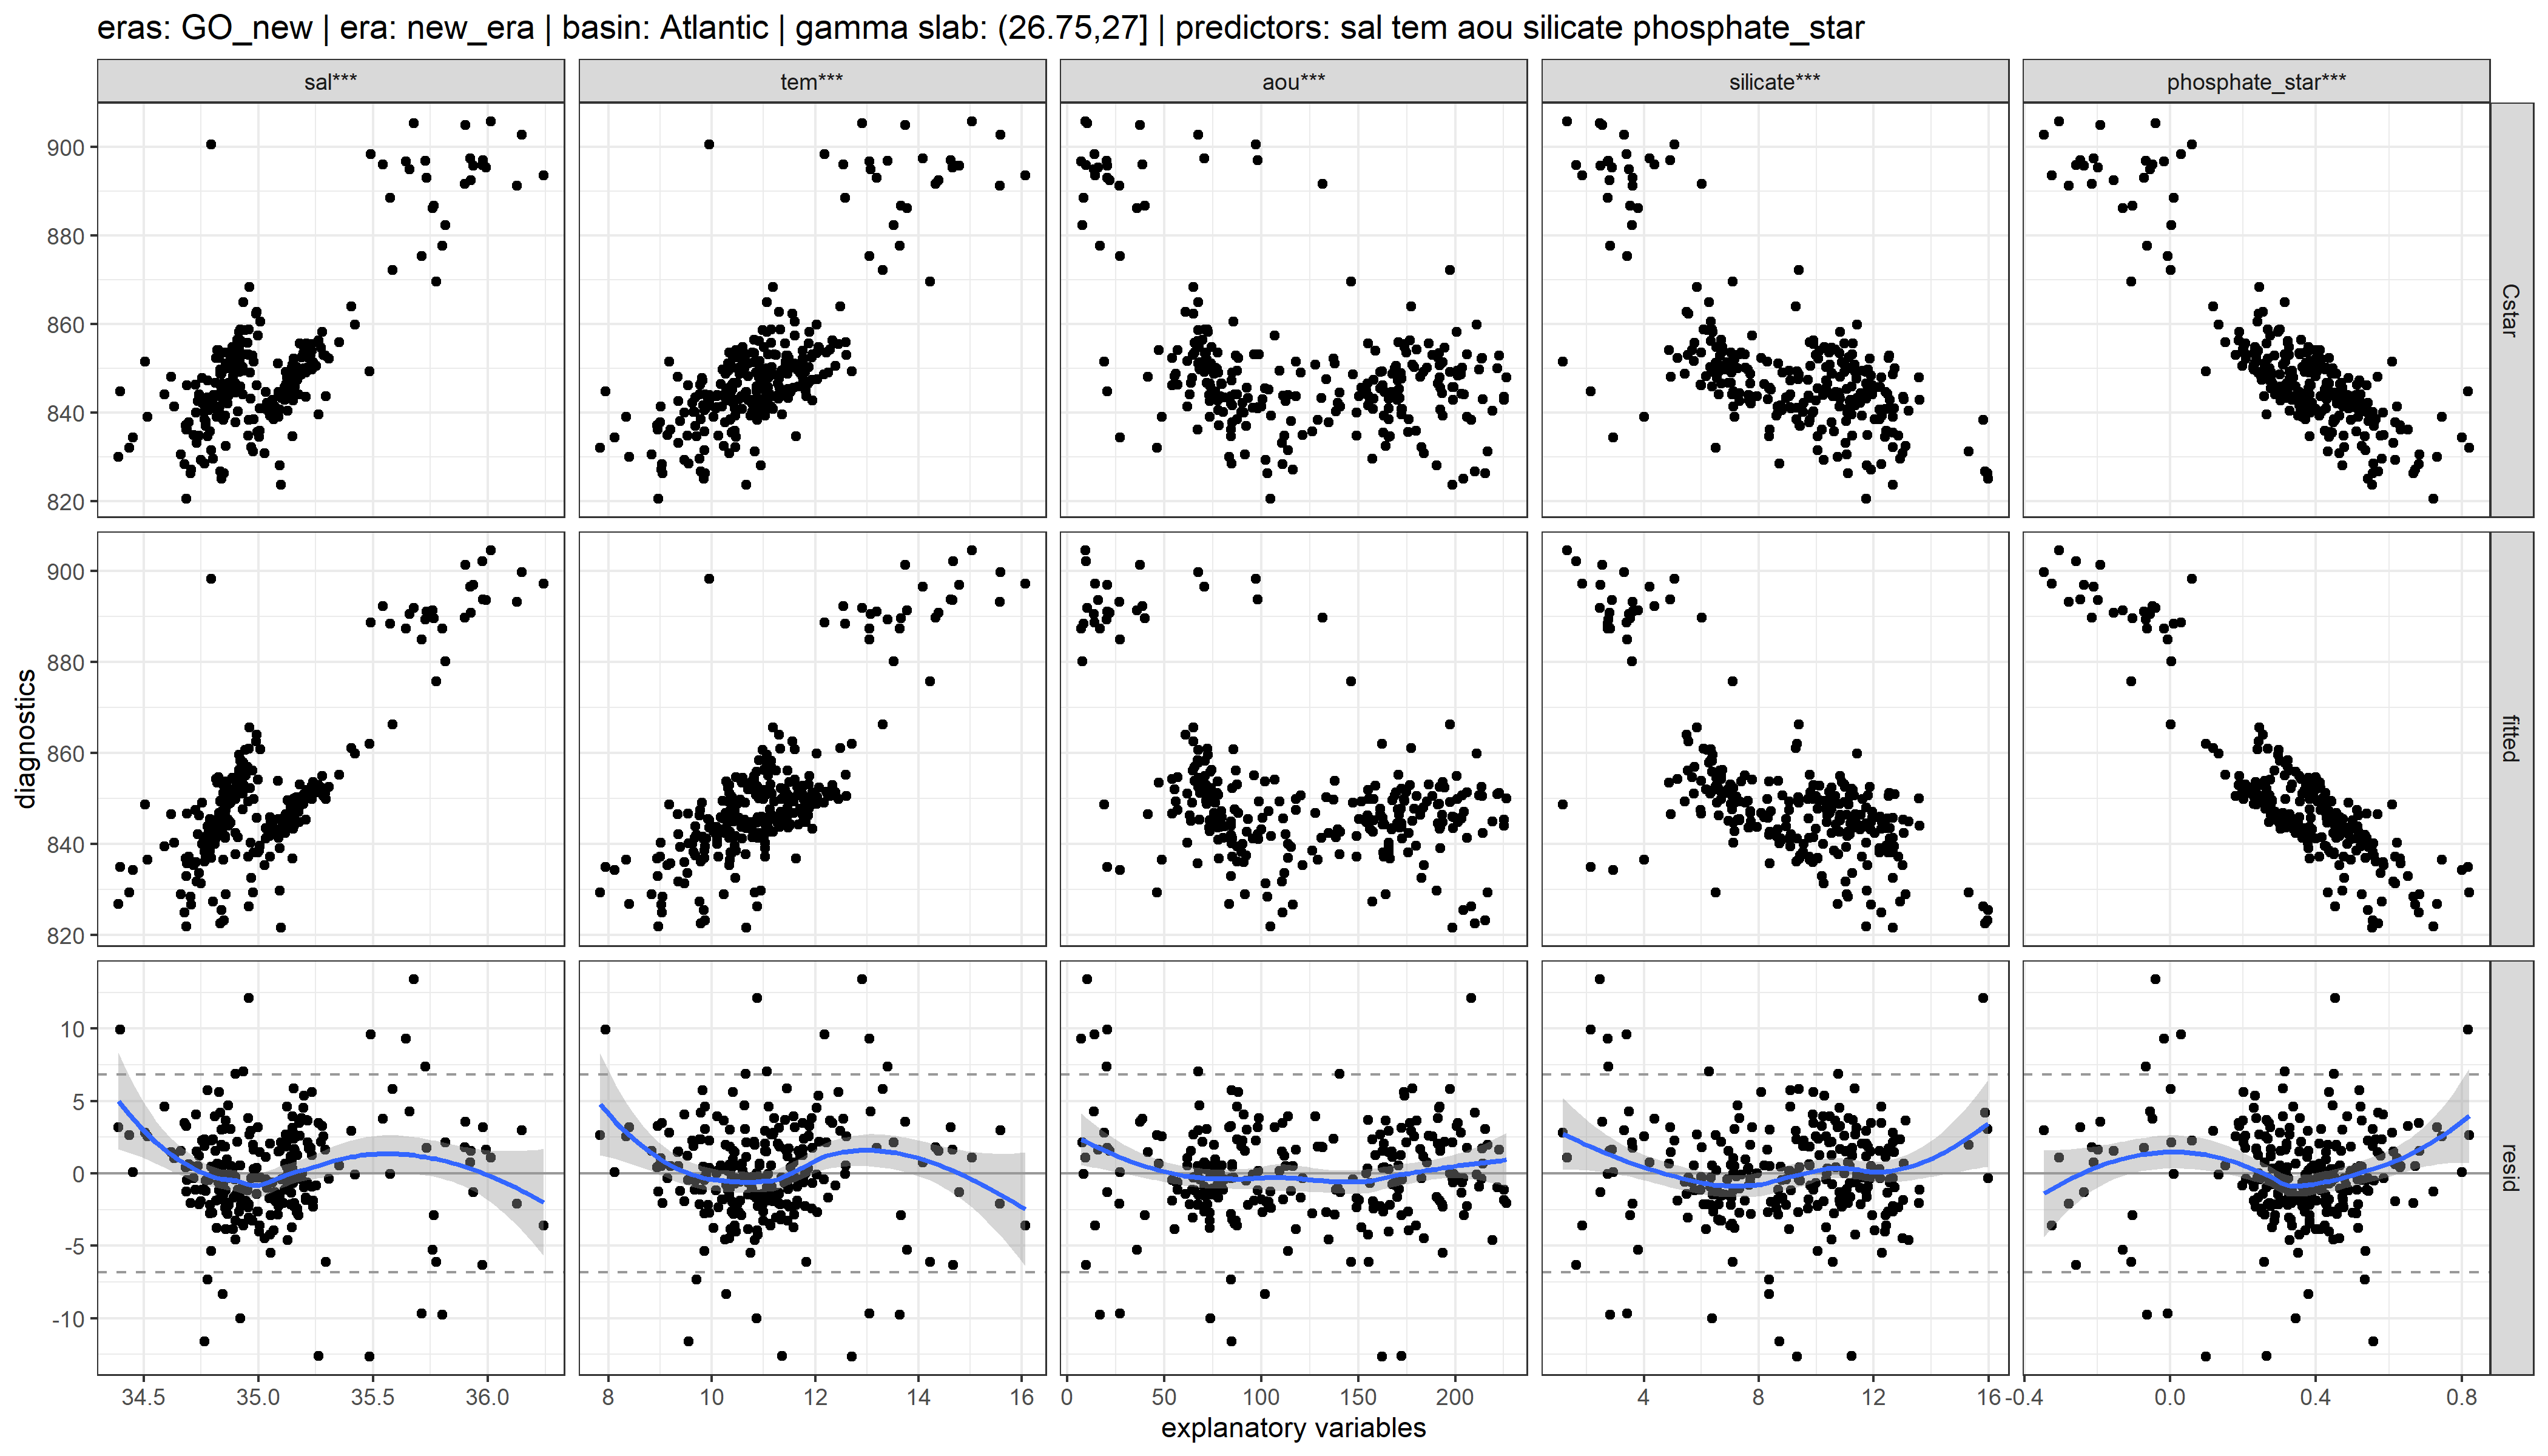 eras: GO_new | era: new_era | basin: Atlantic | gamma slab: (26.75,27] | predictors: sal tem aou silicate phosphate_star
sal*** tem*** aou*** silicate*** phosphate_star***
900
880
860
840
820
Cstar
900
880
860
840
820
fitted
diagnostics
10
5
0
-5
-10
resid
34.5 35.0 35.5 36.0 8 10 12 14 16 0 50 100 150 200 4 8 12 16 -0.4 0.0 0.4 0.8
explanatory variables